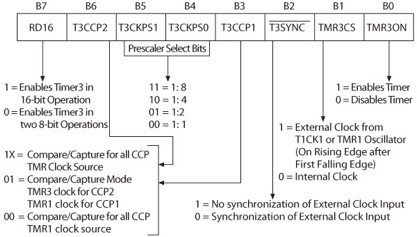 B7 B6 B5 B4 B3 B2 B1 B0
RD16 T3CCP2 T3CKPS1 T3CKPS0 T3CCP1 T3SYNC TMR3CS TMR3ON
Prescaler Select Bits
1 = Enables Timer3 in
16-bit Operation
0 = Enables Timer3 in
two 8-bit Operations
11 = 1: 8
10 = 1: 4
01 = 1:2
00 = 1: 1
1 = Enables Timer
0 = Disables Timer
1 = External Clock from
T1CK1 or TMR1 Oscillator
(On Rising Edge after
First Falling Edge)
0 = Internal Clock
1X = Compare/Capture for all CCP
TMR Clock Source
01 = Compare/Capture Mode
TMR3 clock for CCP2
TMR1 clock for CCP1
00 = Compare/Capture for all CCP
TMR1 clock source
1 = No synchronization of External Clock Input
0 = Synchronization of External Clock Input